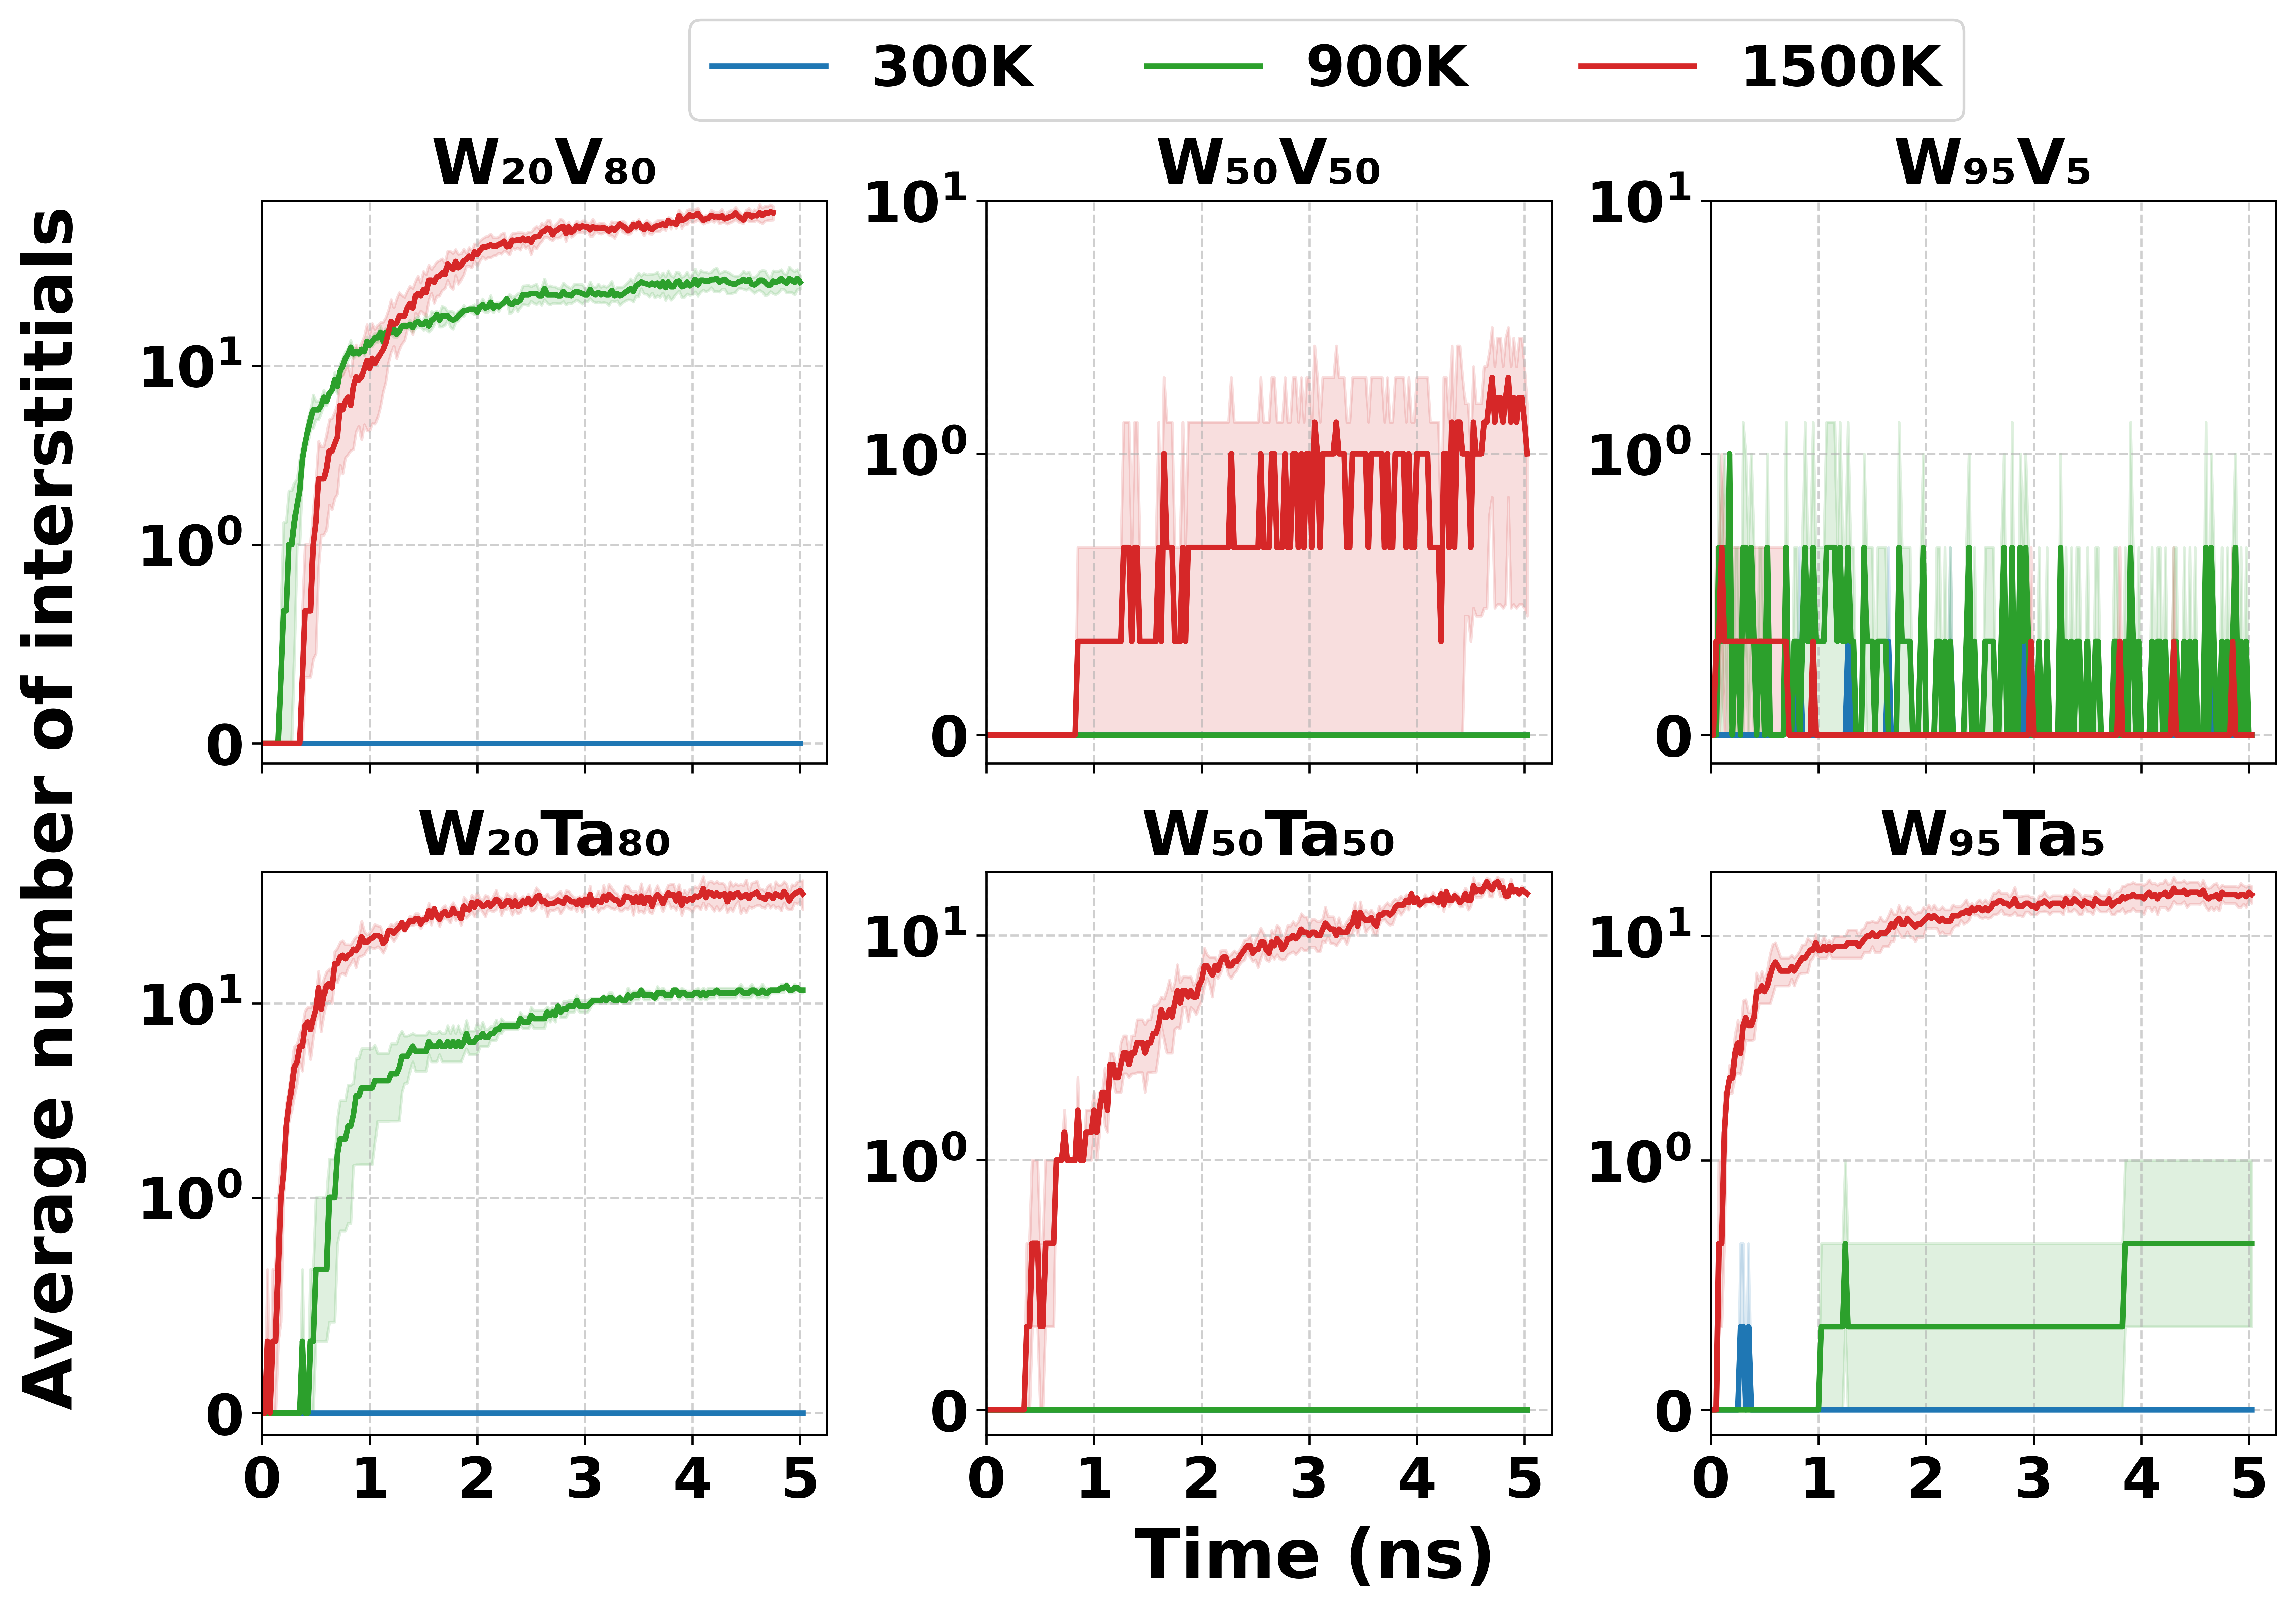 300K 900K 1500K
W₂₀V₈₀ W₅₀V₅₀ W₉₅V₅
10¹ 10⁰ 0
10¹ 10⁰ 0
10¹ 10⁰ 0
Average number of interstitials
W₂₀Ta₈₀ W₅₀Ta₅₀ W₉₅Ta₅
10¹ 10⁰ 0
10¹ 10⁰ 0
10¹ 10⁰ 0
0 1 2 3 4 5 0 1 2 3 4 5 0 1 2 3 4 5
Time (ns)